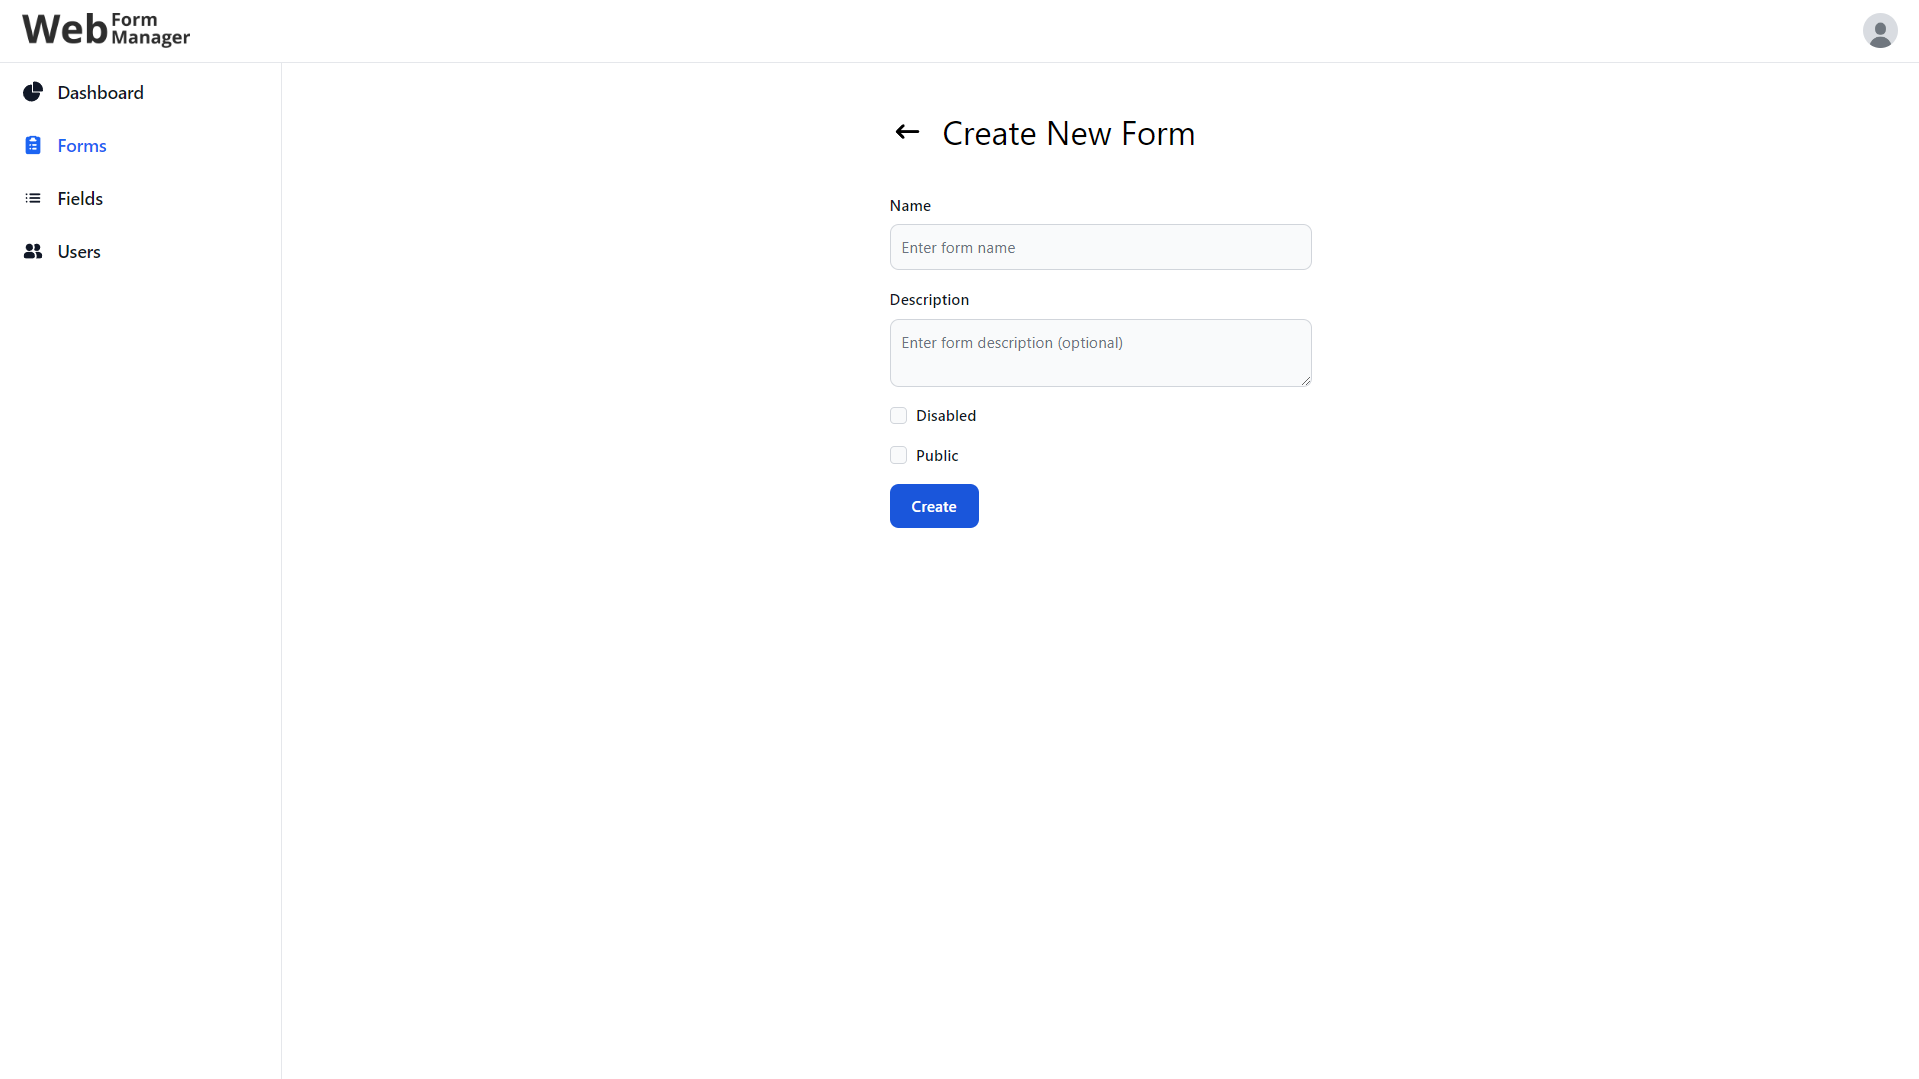 Web Form Manager
Dashboard
Forms
Fields
Users
Create New Form
Name
Enter form name
Description
Enter form description (optional)
Disabled
Public
Create